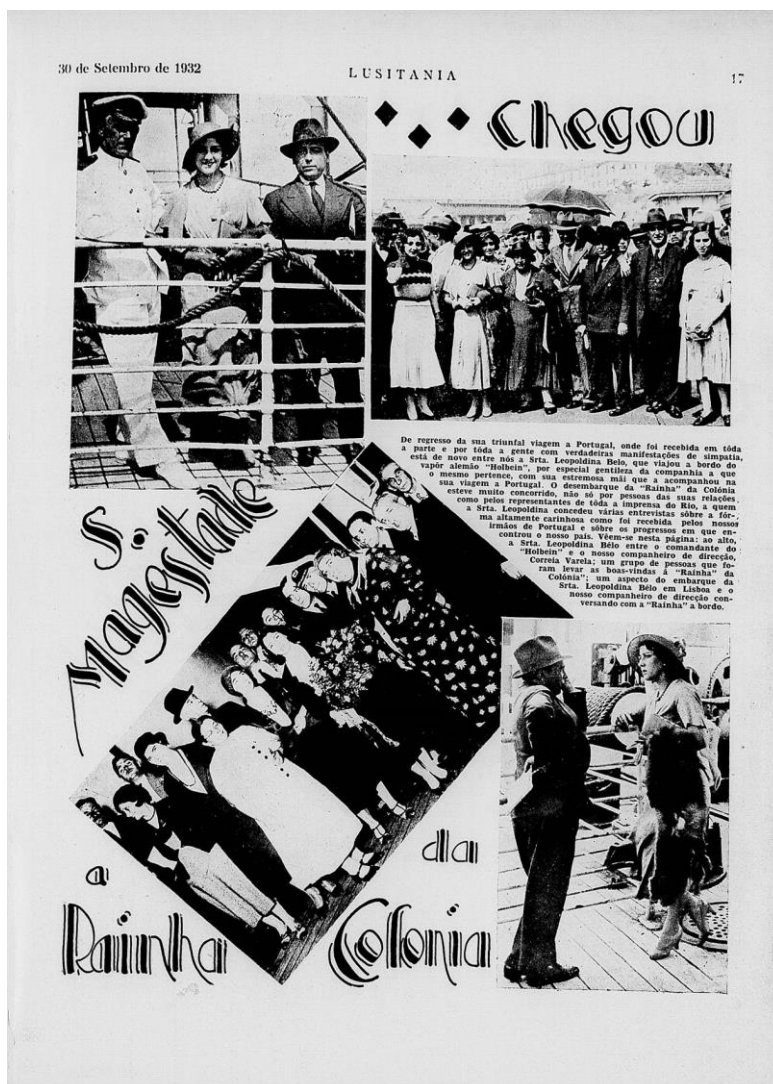 30 de Setembro de 1932
LUSITANIA
17
Chegou
De regresso da sua triunfal viagem a Portugal, onde foi recebida em tôda
a parte e por tôda a gente com verdadeiras manifestações de simpatia,
está de novo entre nós a Srta. Leopoldina Belo, que viajou a bordo do
vapôr alemão "Holbein", por especial gentileza da companhia a que
o mesmo pertence, com sua estremosa mãi que a acompanhou na
sua viagem a Portugal. O desembarque da "Rainha" da Colónia
esteve muito concorrido, não só por pessoas das suas relações,
como pelos representantes de tôda a imprensa do Rio, a quem
a Srta. Leopoldina concedeu várias entrevistas sôbre a fór-
ma altamente carinhosa como foi recebida pelos nossos
irmãos de Portugal e sôbre os progressos em que en-
controu o nosso país. Vêem-se nesta página: ao alto,
a Srta. Leopoldina Bélo entre o comandante do
"Holbein" e o nosso companheiro de direcção,
Correia Varela; um grupo de pessoas que fo-
ram levar as boas-vindas á "Rainha" da
Colónia"; um aspecto do embarque da
Srta. Leopoldina Bélo em Lisboa e o
nosso companheiro de direcção con-
versando com a "Rainha" a bordo.
S.
Magestade
a
Rainha
da
Colonia